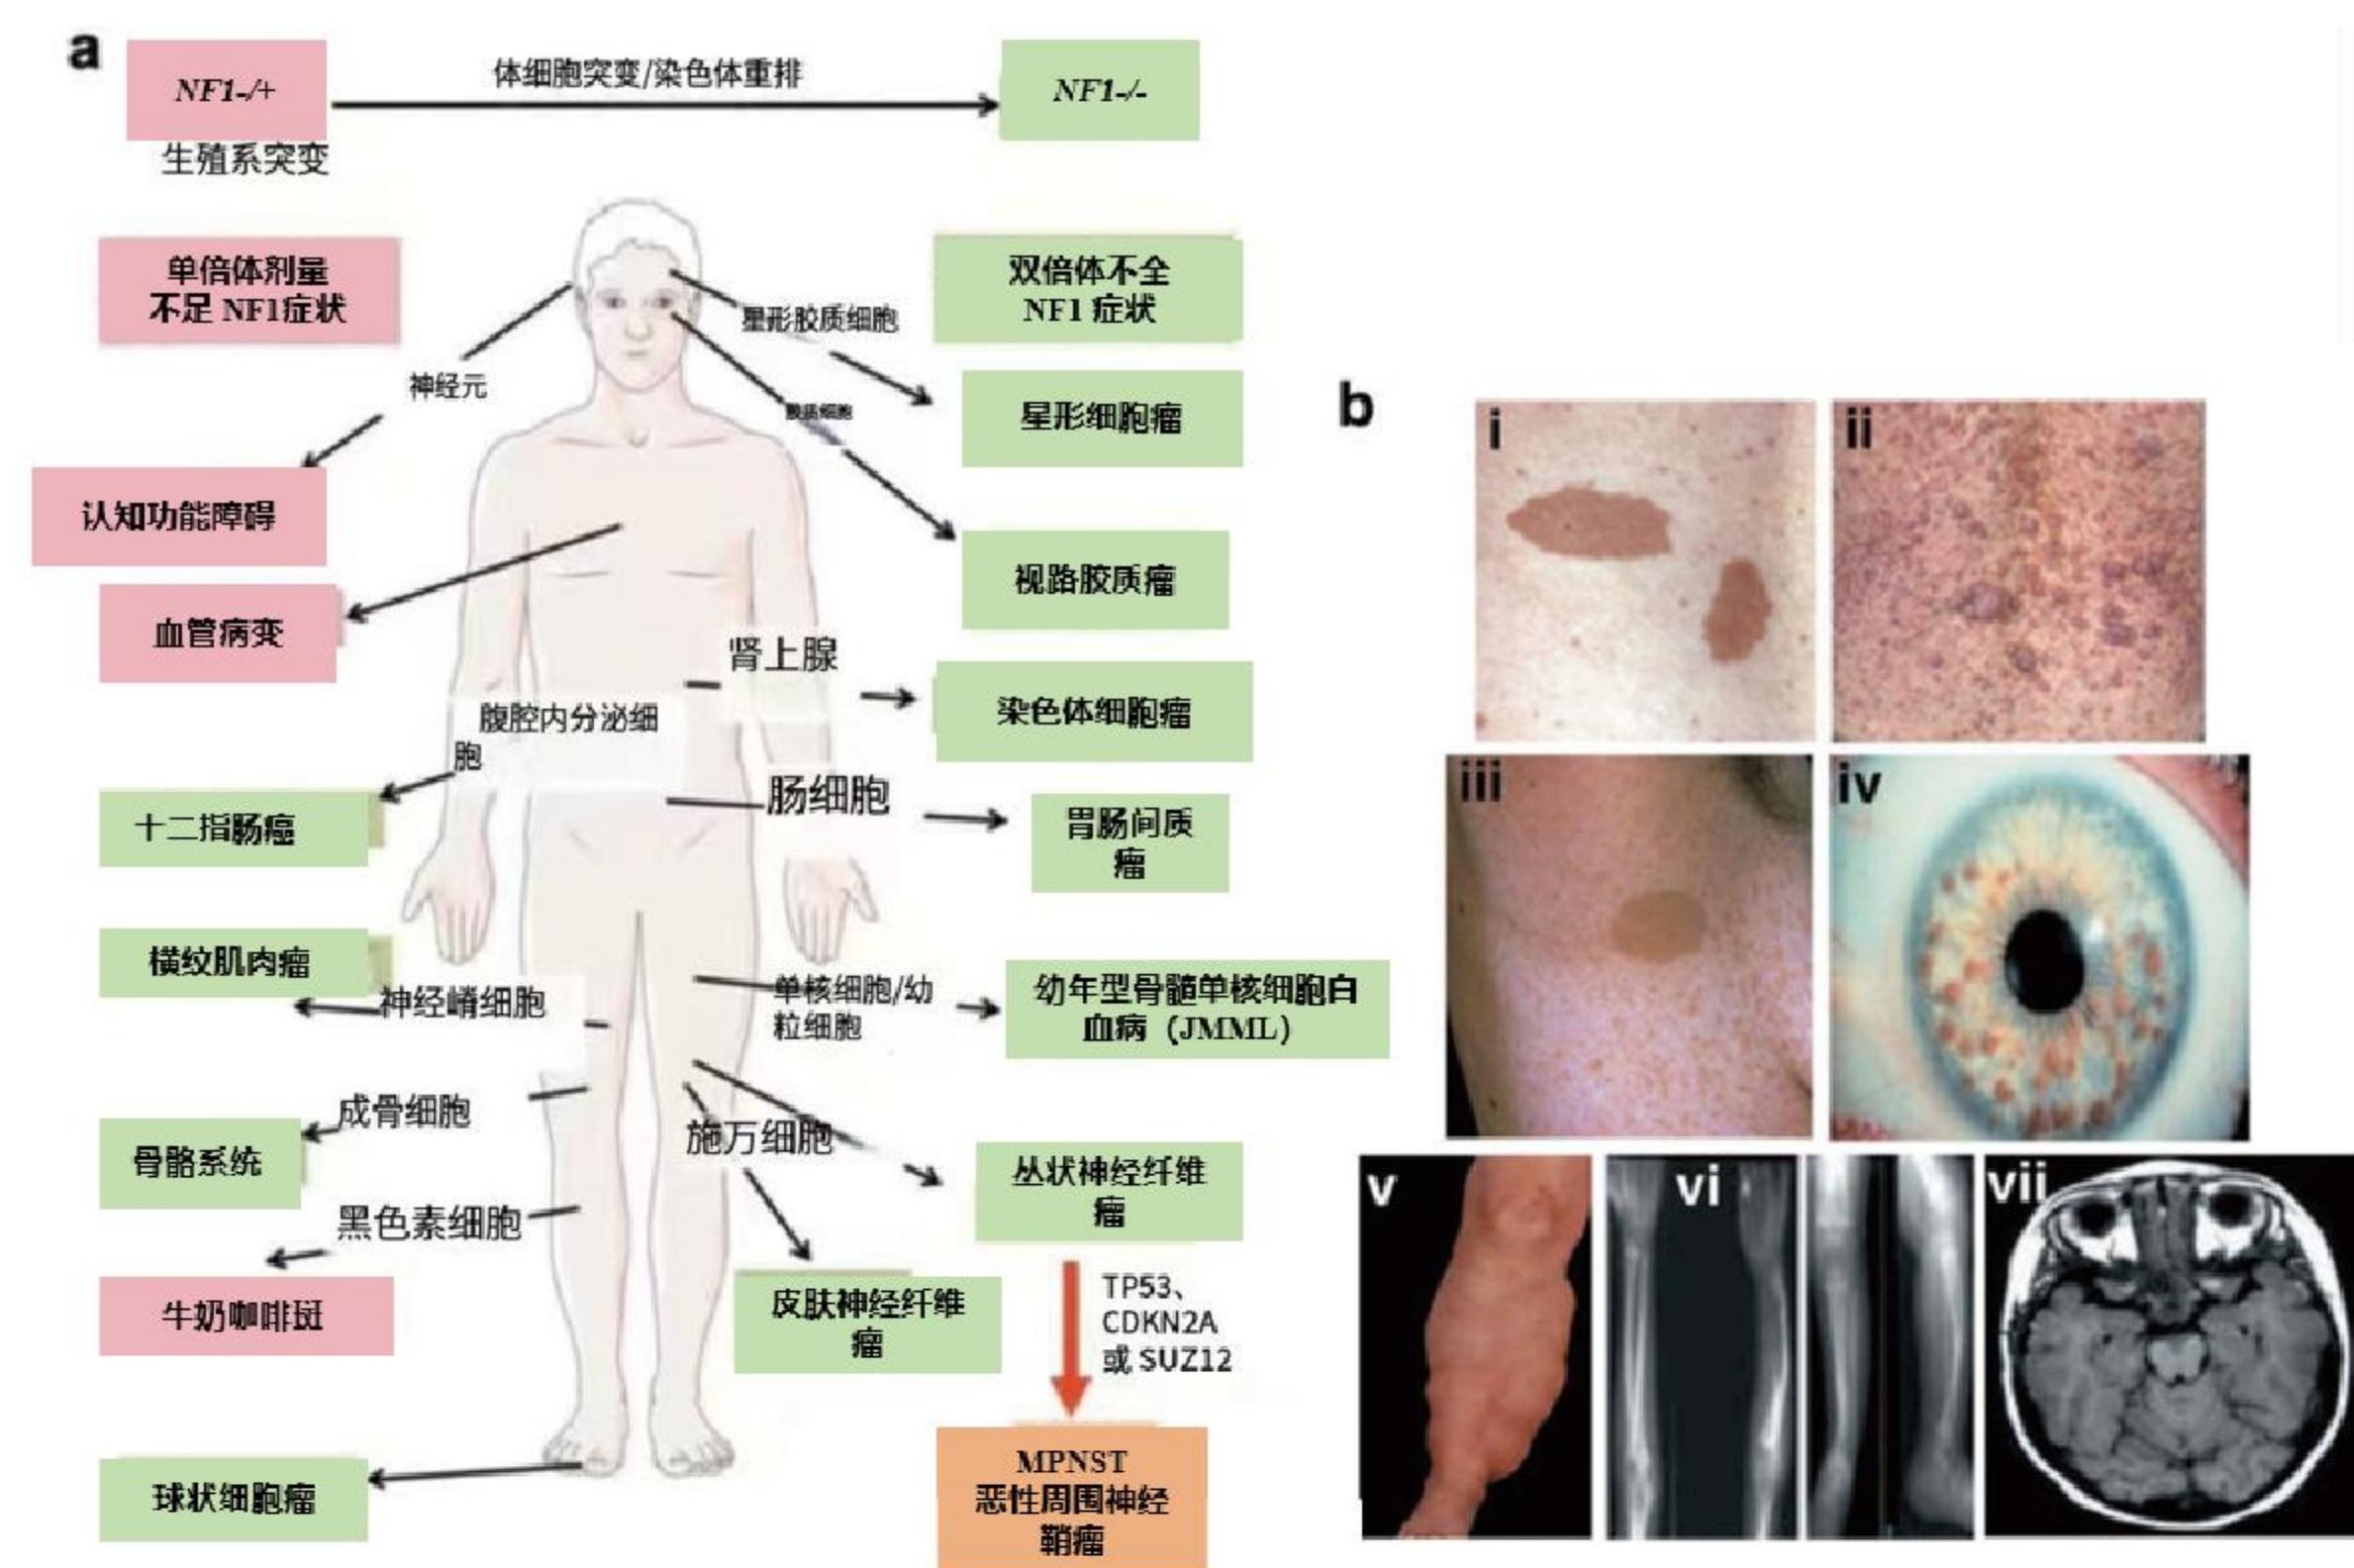 a
NF1-/+
体细胞突变/染色体重排
NF1-/-
生殖系突变
单倍体剂量
不足 NF1症状
双倍体不全
NF1 症状
星形胶质细胞
神经元
星形细胞瘤
胶质细胞
认知功能障碍
视路胶质瘤
血管病变
肾上腺
染色体细胞瘤
腹腔内分泌细
胞
肠细胞
十二指肠癌
胃肠间质
瘤
横纹肌肉瘤
神经嵴细胞
单核细胞/幼
粒细胞
幼年型骨髓单核细胞白
血病（JMML）
成骨细胞
骨骼系统
施万细胞
丛状神经纤维
瘤
黑色素细胞
牛奶咖啡斑
皮肤神经纤维
瘤
TP53、
CDKN2A
或 SUZ12
球状细胞瘤
MPNST
恶性周围神经
鞘瘤
b
i
ii
iii
iv
v
vi
vii